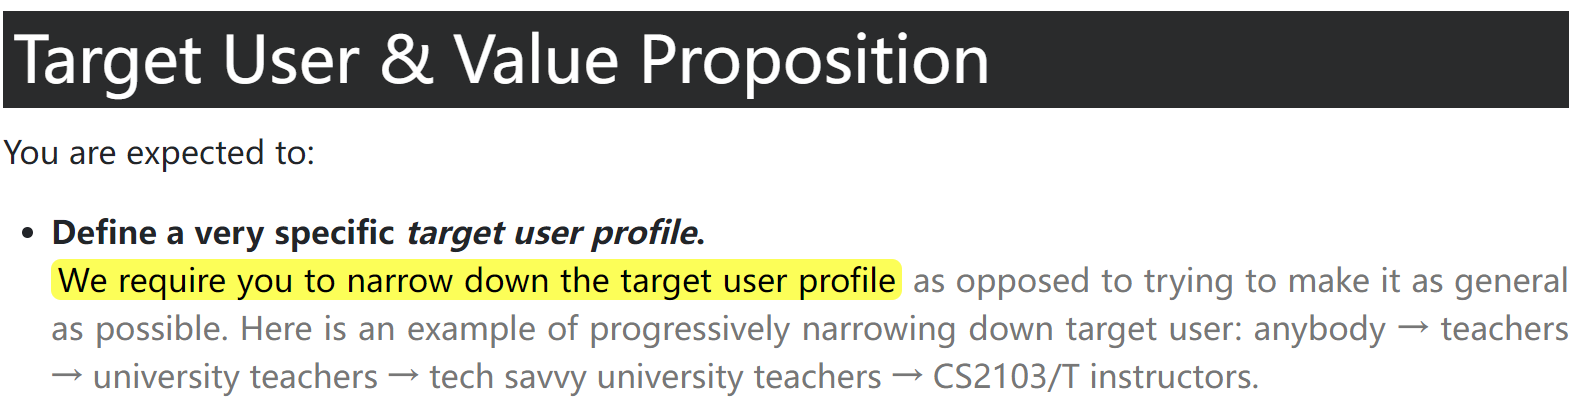 Target User & Value Proposition
You are expected to:
• Define a very specific target user profile.
We require you to narrow down the target user profile as opposed to trying to make it as general
as possible. Here is an example of progressively narrowing down target user: anybody → teachers
→ university teachers → tech savvy university teachers → CS2103/T instructors.